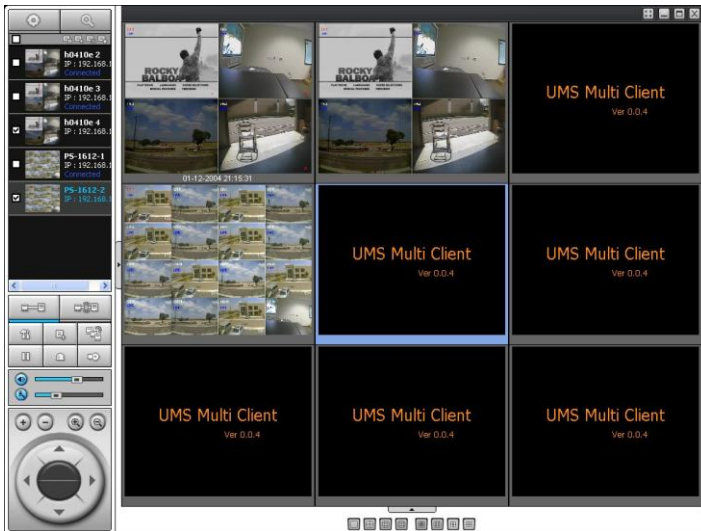 h0410e 2
IP : 192.168.1
Connected
h0410e 3
IP : 192.168.1
Connected
h0410e 4
IP : 192.168.1
PS-1612-1
IP : 192.168.1
PS-1612-2
IP : 192.168.
ROCKY
BALBOA
01-12-2004 21:15:31
ROCKY
BALBOA
UMS Multi Client
Ver 0.0.4
UMS Multi Client
Ver 0.0.4
UMS Multi Client
Ver 0.0.4
UMS Multi Client
Ver 0.0.4
UMS Multi Client
Ver 0.0.4
UMS Multi Client
Ver 0.0.4